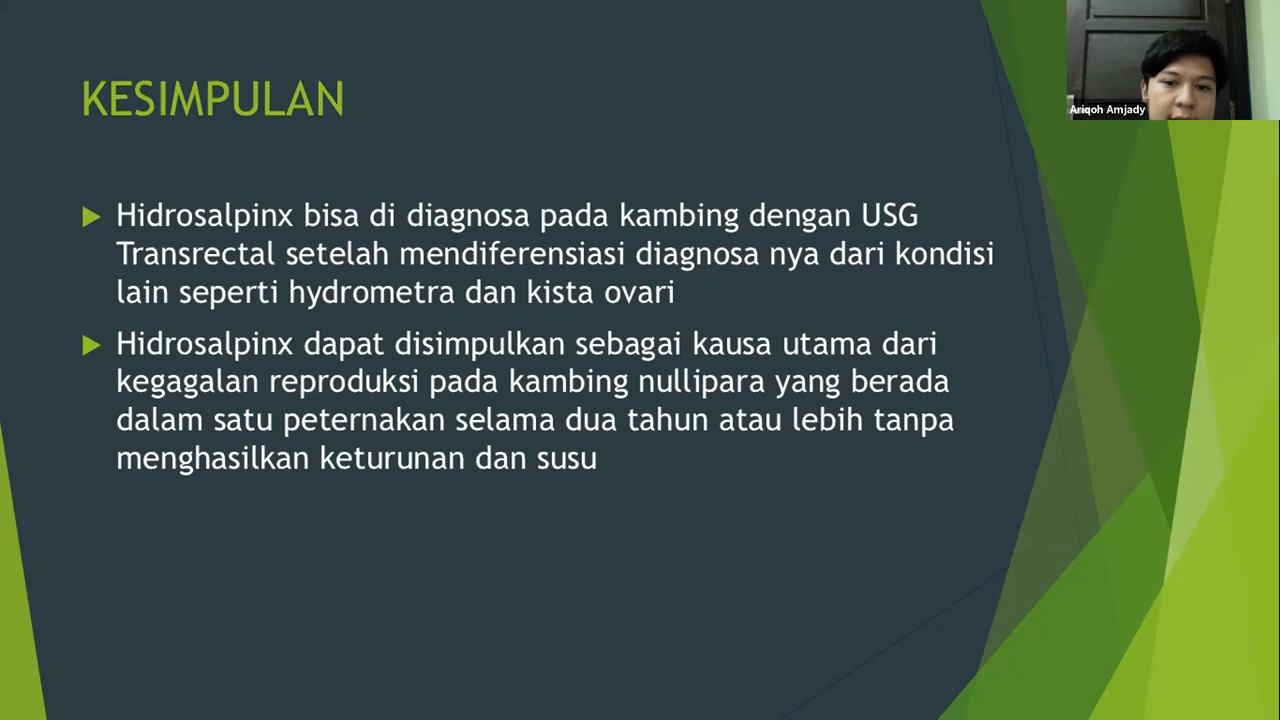 KESIMPULAN
Ariqoh Amjady
Hidrosalpinx bisa di diagnosa pada kambing dengan USG
Transrectal setelah mendiferensiasi diagnosa nya dari kondisi
lain seperti hydrometra dan kista ovari
Hidrosalpinx dapat disimpulkan sebagai kausa utama dari
kegagalan reproduksi pada kambing nullipara yang berada
dalam satu peternakan selama dua tahun atau lebih tanpa
menghasilkan keturunan dan susu